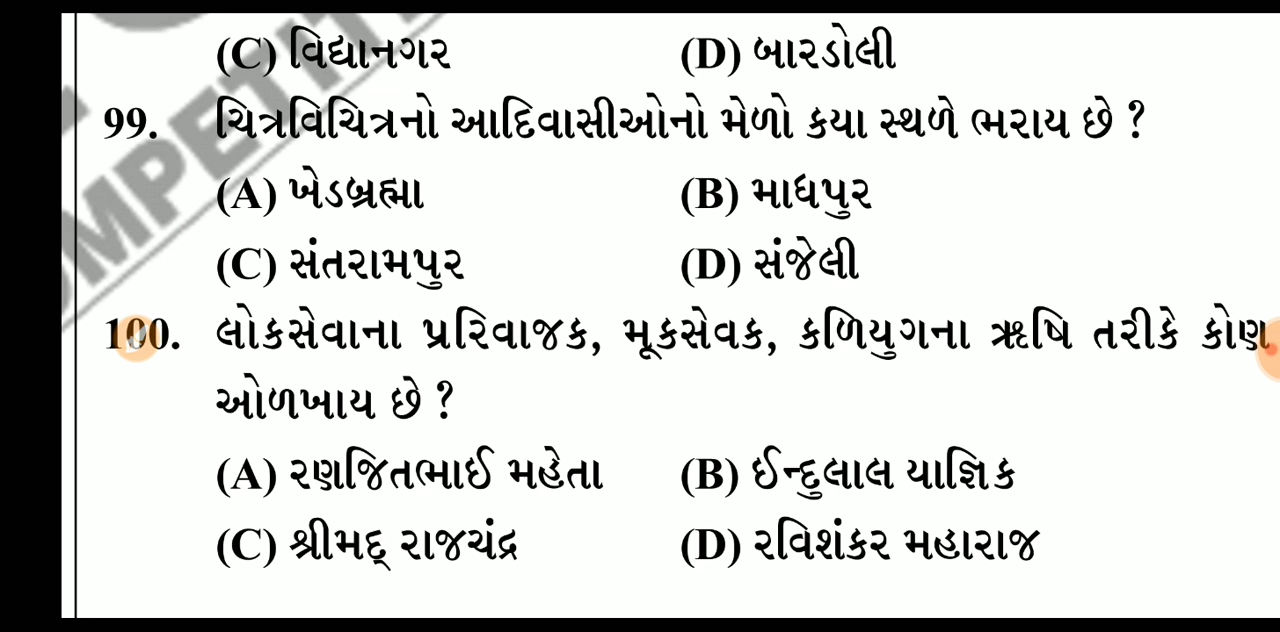 (C) વિદ્યાનગર (D) બારડોલી
99. ચિત્રવિચિત્રનો આદિવાસીઓનો મેળો કયા સ્થળે ભરાય છે ?
(A) ખેડબ્રહ્મા (B) માધપુર
(C) સંતરામપુર (D) સંજેલી
100. લોકસેવાના પ્રરિવાજક, મૂકસેવક, કળિયુગના ઋષિ તરીકે કોણ
ઓળખાય છે ?
(A) રણજિતભાઈ મહેતા (B) ઈન્દુલાલ યાજ્ઞિક
(C) શ્રીમદ્ રાજચંદ્ર (D) રવિશંકર મહારાજ